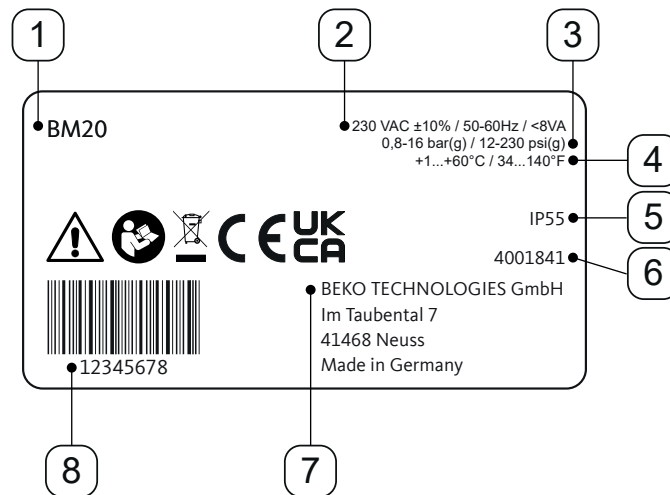 1
2
3
BM20
230 VAC ±10% / 50-60Hz / <8VA
0,8-16 bar(g) / 12-230 psi(g)
+1...+60°C / 34...140°F
4
IP55
5
4001841
6
CE UK CA
BEKO TECHNOLOGIES GmbH
Im Taubental 7
41468 Neuss
Made in Germany
12345678
8
7